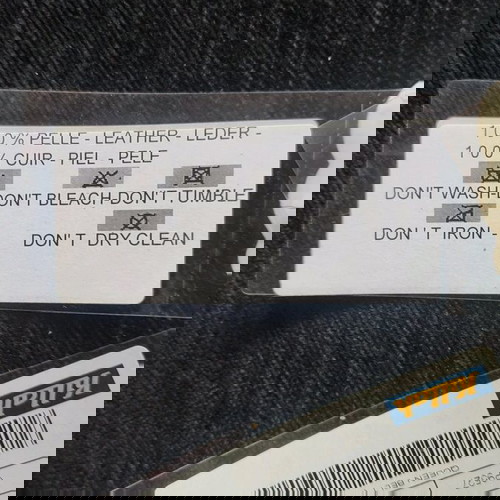 100% PELLE - LEATHER - LEDER -
100% CUIR - PIEL - PELE
DON'T WASH-DON'T BLEACH-DON'T TUMBLE
DON'T IRON - DON'T DRY CLEAN